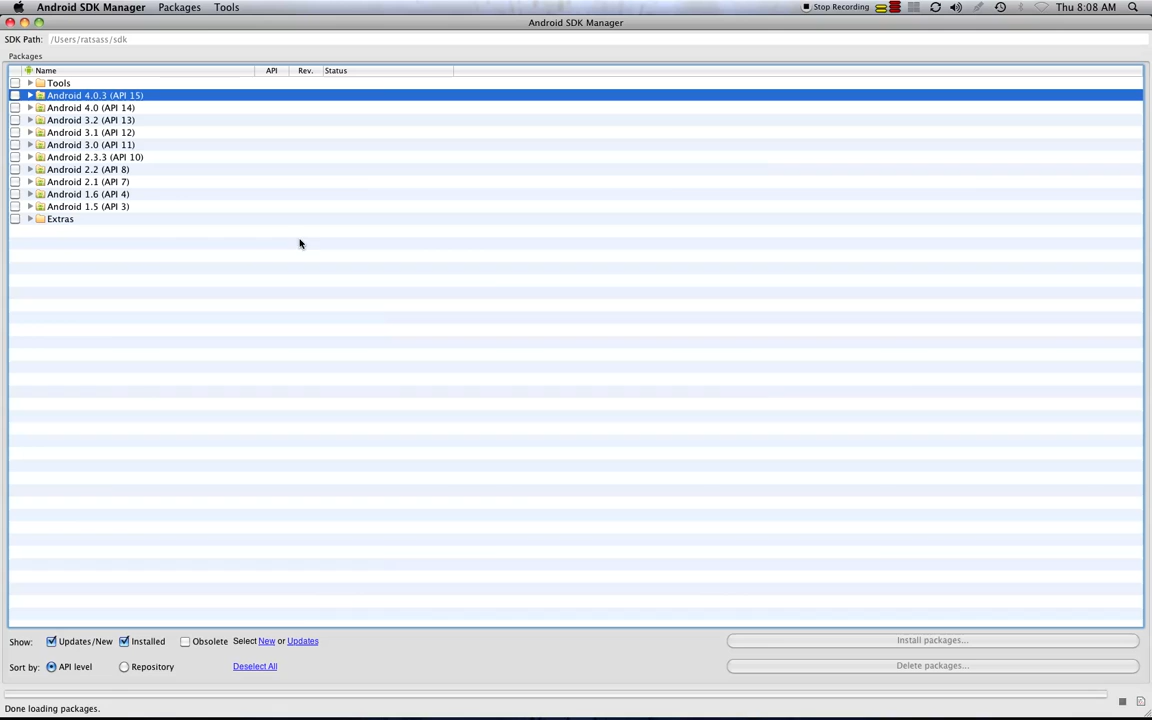 Android SDK Manager Packages Tools Stop Recording Thu 8:08 AM
Android SDK Manager
SDK Path: /Users/ratsass/sdk
Packages
Name API Rev. Status
Tools
Android 4.0.3 (API 15)
Android 4.0 (API 14)
Android 3.2 (API 13)
Android 3.1 (API 12)
Android 3.0 (API 11)
Android 2.3.3 (API 10)
Android 2.2 (API 8)
Android 2.1 (API 7)
Android 1.6 (API 4)
Android 1.5 (API 3)
Extras
Show: Updates/New Installed Obsolete Select New or Updates Install packages...
Sort by: API level Repository Deselect All Delete packages...
Done loading packages.